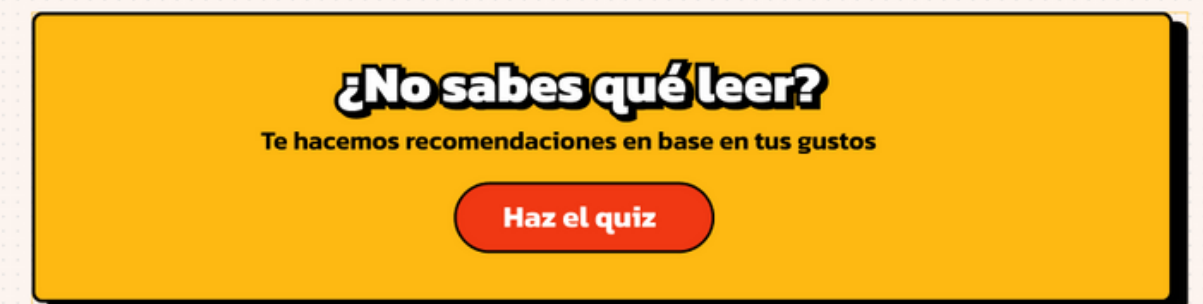 ¿No sabes qué leer?
Te hacemos recomendaciones en base en tus gustos
Haz el quiz